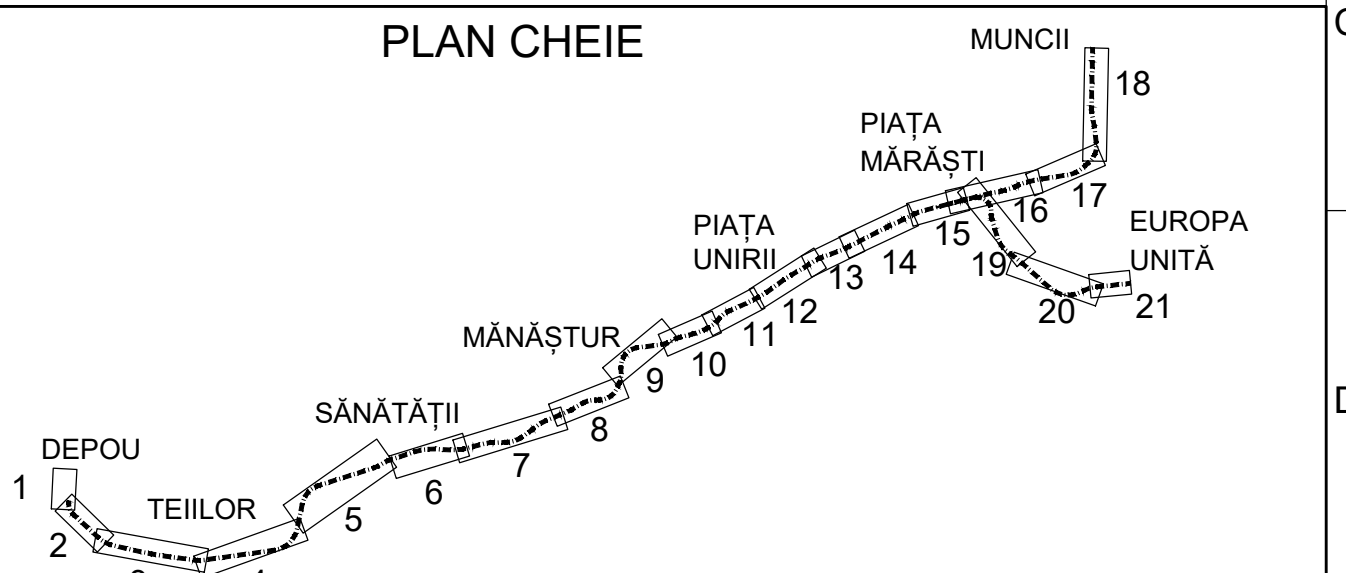 PLAN CHEIE
MUNCII
18
PIAȚA
MĂRĂȘTI
17
16
PIAȚA
UNIRII
15
EUROPA
UNITĂ
14
19
13
20
21
12
11
MĂNĂȘTUR
10
9
SĂNĂTĂȚII
8
7
DEPOU
6
1
TEIILOR
5
2